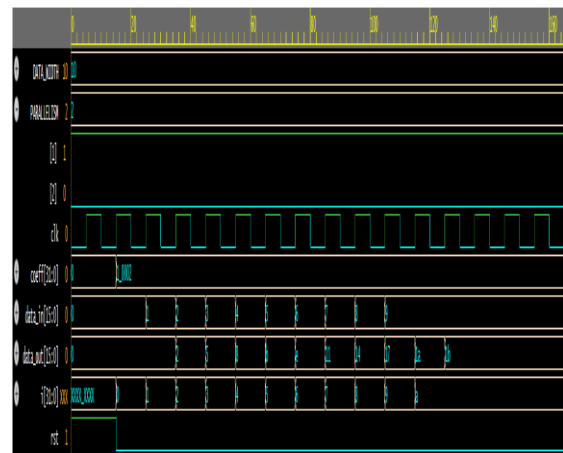 0 20 40 60 80 100 120 140 160
DATA_WIDTH 10 10
PARALLELISM 2 2
[1] 1
[2] 0
clk 0
coeff[31:0] 0 0
data_in[15:0] 0 0 1 2 3 4 5 6 7 8 9
data_out[15:0] 0 0 2 5 8 b e 11 14 17 1a 1b
i[31:0] XXX XXXX_XXXX 0 1 2 3 4 5 6 7 8 9 a
rst 1